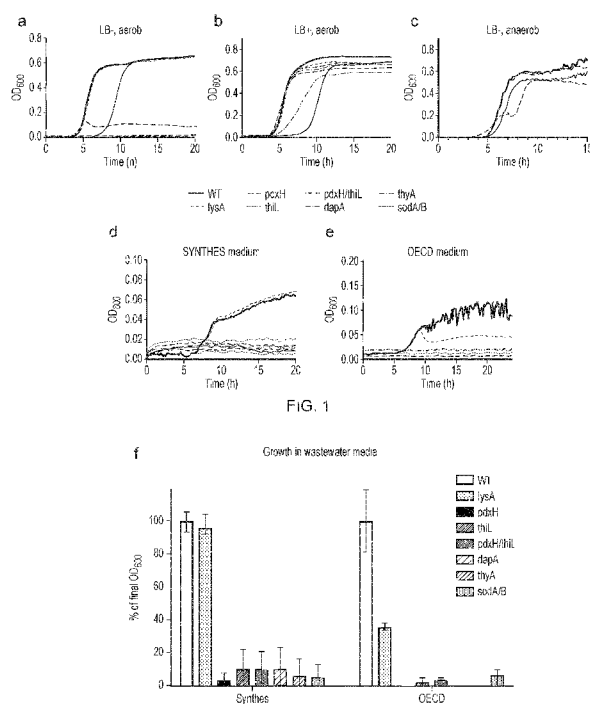 a
LB-, aerob
b
LB+, aerob
c
LB-, anaerob
OD600
0.8
0.6
0.4
0.2
0.0
0 5 10 15 20
Time (h)
OD600
0.8
0.6
0.4
0.2
0.0
0 5 10 15 20
Time (h)
OD600
0.8
0.6
0.4
0.2
0.0
0 5 10 15
Time (h)
WT
pdxH
pdxH/thiL
thyA
lysA
thiL
dapA
sodA/B
d
SYNTHES medium
e
OECD medium
OD600
0.10
0.08
0.06
0.04
0.02
0.00
0 5 10 15 20
Time (h)
OD600
0.20
0.15
0.10
0.05
0.00
0 5 10 15 20
Time (h)
FIG. 1
f
Growth in wastewater media
% of final OD600
100
80
60
40
20
0
Synthes
OECD
WT
lysA
pdxH
thiL
pdxH/thiL
dapA
thyA
sodA/B